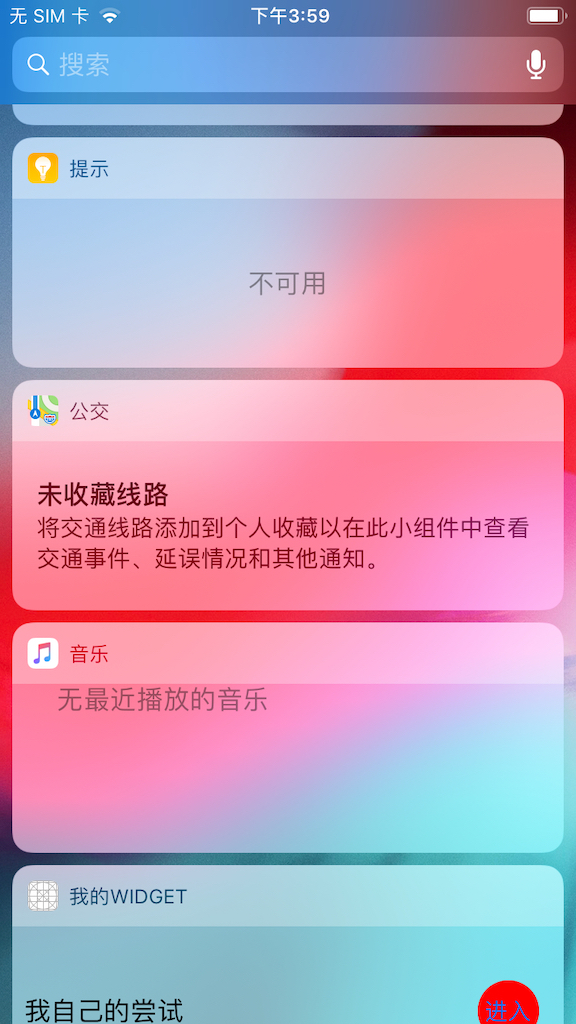 无 SIM 卡 下午3:59
搜索
提示
不可用
公交
未收藏线路
将交通线路添加到个人收藏以在此小组件中查看
交通事件、延误情况和其他通知。
音乐
无最近播放的音乐
我的WIDGET
我自己的尝试 进入